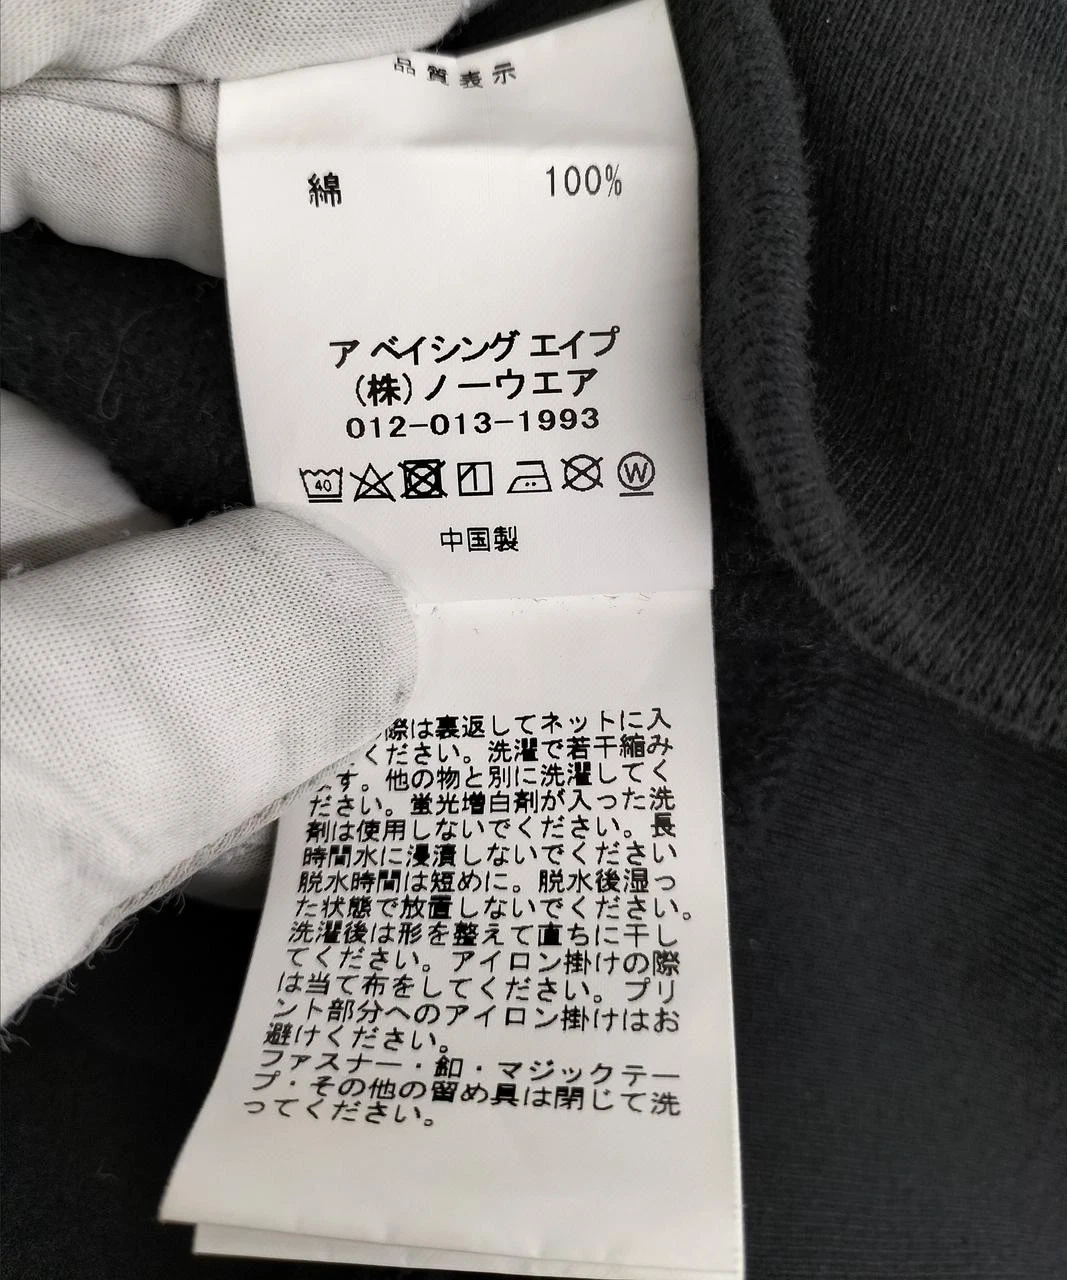 品質表示
綿 100%
ア ベイシング エイプ
(株)ノーウエア
012-013-1993
40
W
中国製
際は裏返してネットに入
ください。洗濯で若干縮み
す。他の物と別に洗濯してく
ださい。蛍光増白剤が入った洗
剤は使用しないでください。長
時間水に浸漬しないでください
脱水時間は短めに。脱水後湿っ
た状態で放置しないでください。
洗濯後は形を整えて直ちに干し
てください。アイロン掛けの際
は当て布をしてください。プリ
ント部分へのアイロン掛けはお
避けください。
ファスナー・釦・マジックテー
プ・その他の留め具は閉じて洗
ってください。